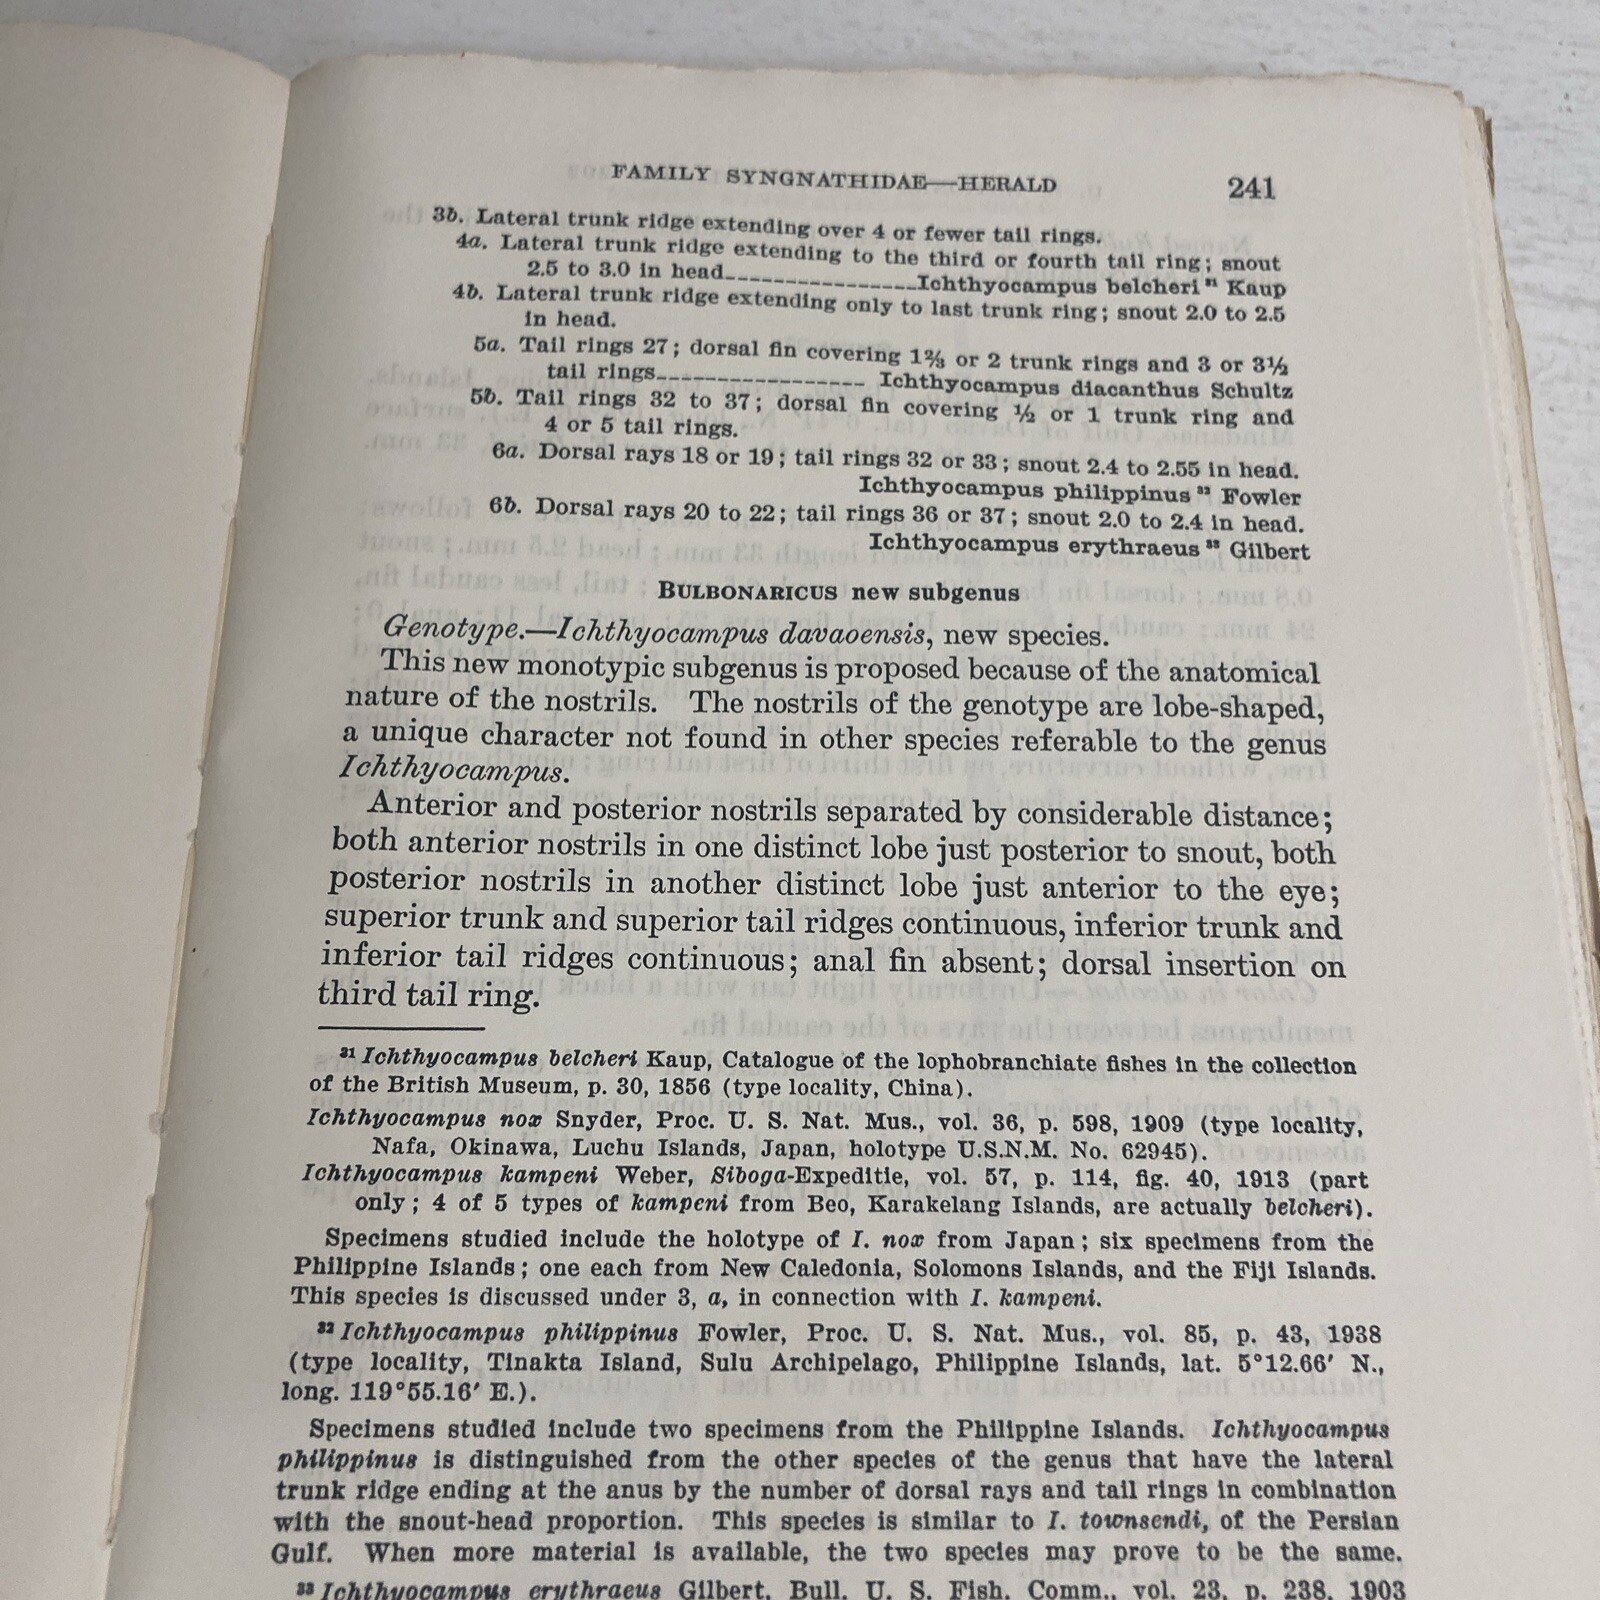 FAMILY SYNGNATHIDAE—HERALD 241
3b. Lateral trunk ridge extending over 4 or fewer tail rings.
4a. Lateral trunk ridge extending to the third or fourth tail ring; snout
2.5 to 3.0 in head________________Ichthyocampus belcheri ³¹ Kaup
4b. Lateral trunk ridge extending only to last trunk ring; snout 2.0 to 2.5
in head.
5a. Tail rings 27; dorsal fin covering 1⅔ or 2 trunk rings and 3 or 3½
tail rings_________________ Ichthyocampus diacanthus Schultz
5b. Tail rings 32 to 37; dorsal fin covering ½ or 1 trunk ring and
4 or 5 tail rings.
6a. Dorsal rays 18 or 19; tail rings 32 or 33; snout 2.4 to 2.55 in head.
Ichthyocampus philippinus ³² Fowler
6b. Dorsal rays 20 to 22; tail rings 36 or 37; snout 2.0 to 2.4 in head.
Ichthyocampus erythraeus ³³ Gilbert
BULBONARICUS new subgenus
Genotype.—Ichthyocampus davaoensis, new species.
This new monotypic subgenus is proposed because of the anatomical
nature of the nostrils. The nostrils of the genotype are lobe-shaped,
a unique character not found in other species referable to the genus
Ichthyocampus.
Anterior and posterior nostrils separated by considerable distance;
both anterior nostrils in one distinct lobe just posterior to snout, both
posterior nostrils in another distinct lobe just anterior to the eye;
superior trunk and superior tail ridges continuous, inferior trunk and
inferior tail ridges continuous; anal fin absent; dorsal insertion on
third tail ring.
³¹ Ichthyocampus belcheri Kaup, Catalogue of the lophobranchiate fishes in the collection
of the British Museum, p. 30, 1856 (type locality, China).
Ichthyocampus nox Snyder, Proc. U. S. Nat. Mus., vol. 36, p. 598, 1909 (type locality,
Nafa, Okinawa, Luchu Islands, Japan, holotype U.S.N.M. No. 62945).
Ichthyocampus kampeni Weber, Siboga-Expeditie, vol. 57, p. 114, fig. 40, 1913 (part
only; 4 of 5 types of kampeni from Beo, Karakelang Islands, are actually belcheri).
Specimens studied include the holotype of I. nox from Japan; six specimens from the
Philippine Islands; one each from New Caledonia, Solomons Islands, and the Fiji Islands.
This species is discussed under 3, a, in connection with I. kampeni.
³² Ichthyocampus philippinus Fowler, Proc. U. S. Nat. Mus., vol. 85, p. 43, 1938
(type locality, Tinakta Island, Sulu Archipelago, Philippine Islands, lat. 5°12.66′ N.,
long. 119°55.16′ E.).
Specimens studied include two specimens from the Philippine Islands. Ichthyocampus
philippinus is distinguished from the other species of the genus that have the lateral
trunk ridge ending at the anus by the number of dorsal rays and tail rings in combination
with the snout-head proportion. This species is similar to I. townsendi, of the Persian
Gulf. When more material is available, the two species may prove to be the same.
³³ Ichthyocampus erythraeus Gilbert, Bull. U. S. Fish. Comm., vol. 23, p. 238, 1903